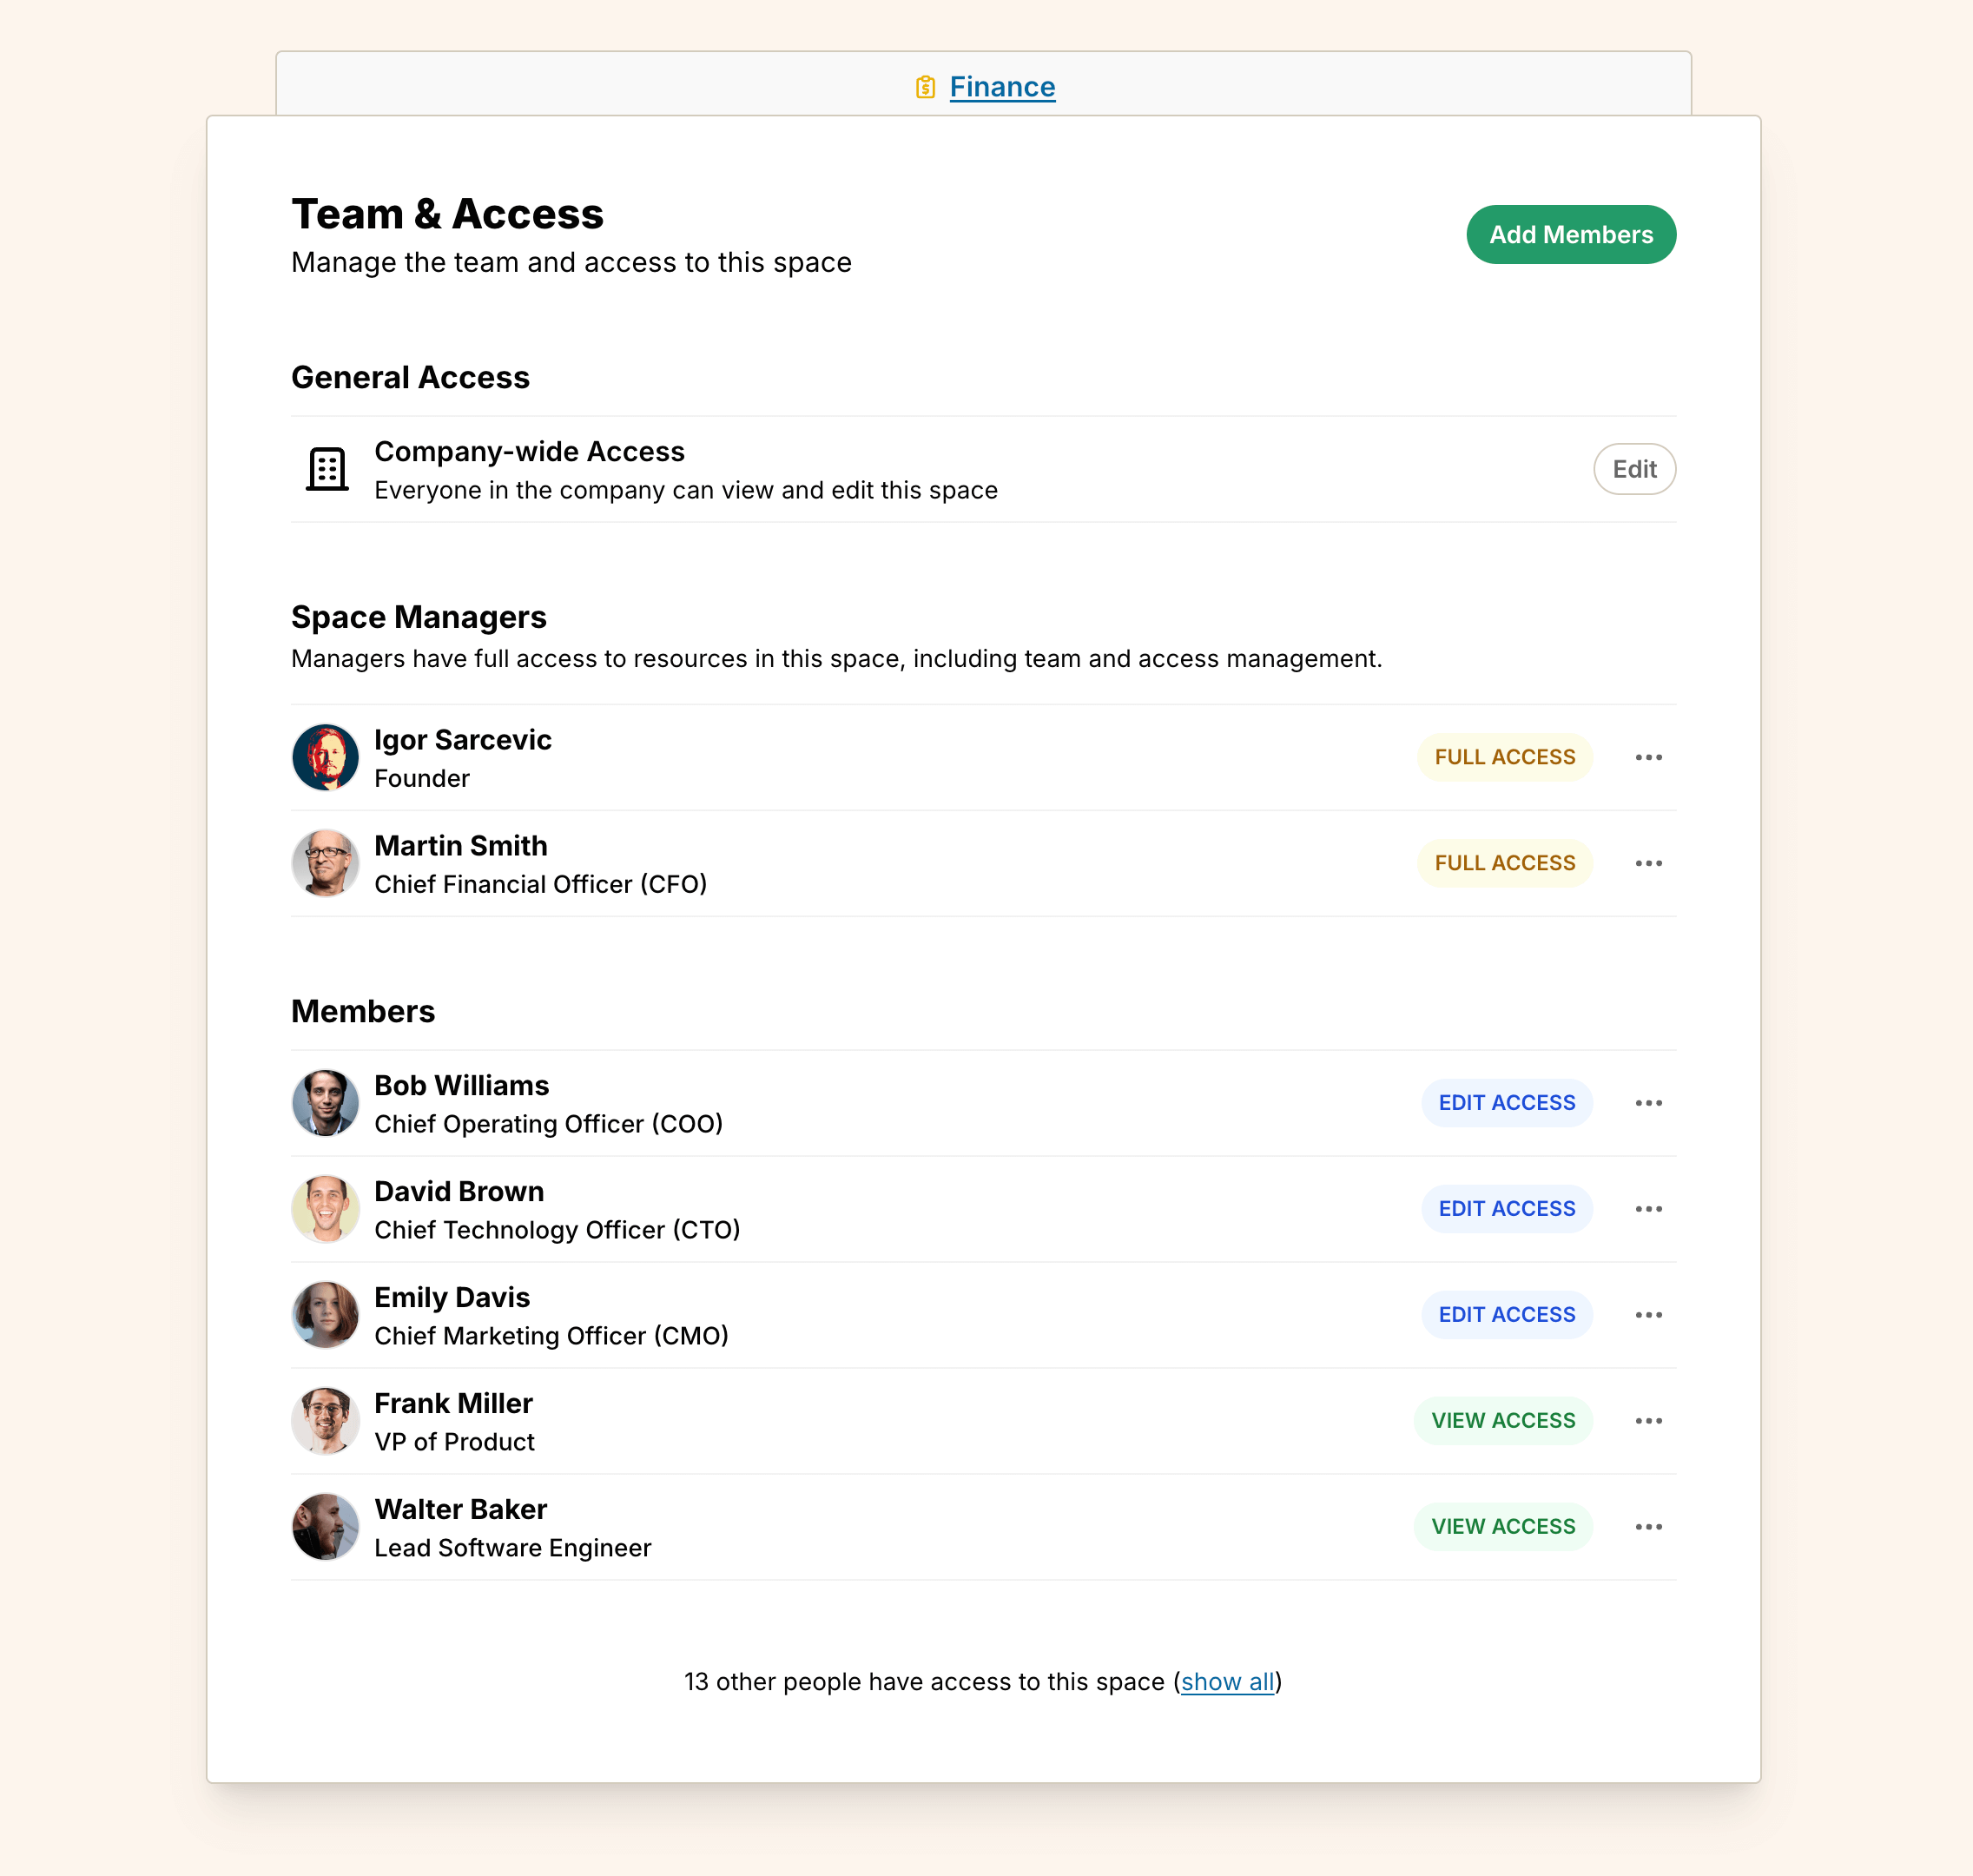 Finance
Team & Access
Add Members
Manage the team and access to this space
General Access
Company-wide Access
Everyone in the company can view and edit this space
Edit
Space Managers
Managers have full access to resources in this space, including team and access management.
Igor Sarcevic
Founder
FULL ACCESS
Martin Smith
Chief Financial Officer (CFO)
FULL ACCESS
Members
Bob Williams
Chief Operating Officer (COO)
EDIT ACCESS
David Brown
Chief Technology Officer (CTO)
EDIT ACCESS
Emily Davis
Chief Marketing Officer (CMO)
EDIT ACCESS
Frank Miller
VP of Product
VIEW ACCESS
Walter Baker
Lead Software Engineer
VIEW ACCESS
13 other people have access to this space (show all)